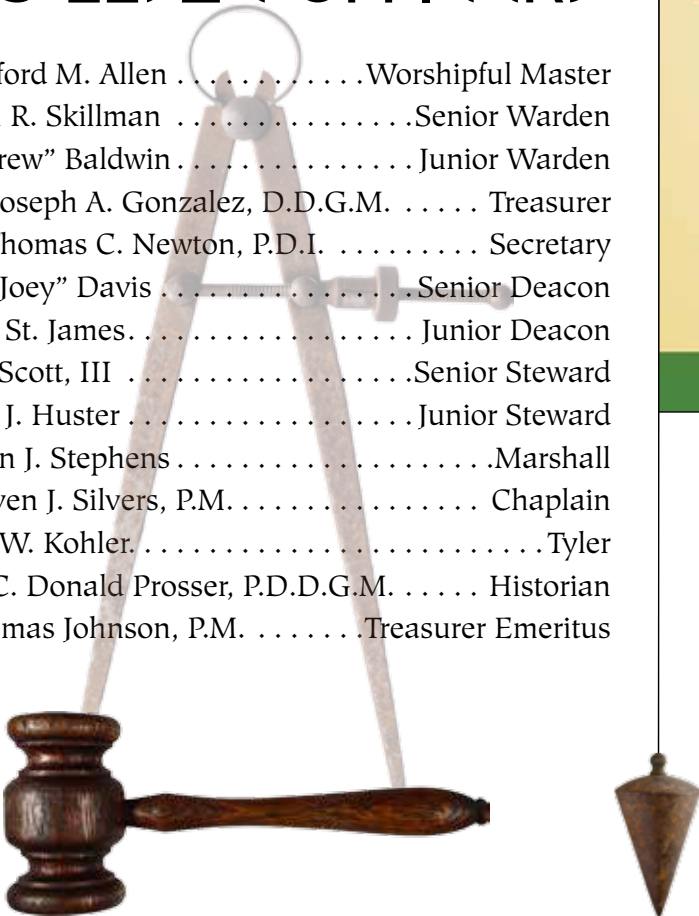 ford M. Allen . . . . . . . . . . . .Worshipful Master
R. Skillman . . . . . . . . . . . . . . .Senior Warden
rew” Baldwin . . . . . . . . . . . . . . . Junior Warden
oseph A. Gonzalez, D.D.G.M. . . . . . Treasurer
homas C. Newton, P.D.I. . . . . . . . . . . Secretary
Joey” Davis . . . . . . . . . . . . . . . .Senior Deacon
St. James. . . . . . . . . . . . . . . . . . Junior Deacon
Scott, III . . . . . . . . . . . . . . . . . .Senior Steward
J. Huster . . . . . . . . . . . . . . . . . . Junior Steward
n J. Stephens . . . . . . . . . . . . . . . . . . . .Marshall
ven J. Silvers, P.M. . . . . . . . . . . . . . . . . Chaplain
W. Kohler. . . . . . . . . . . . . . . . . . . . . . . . . . Tyler
C. Donald Prosser, P.D.D.G.M. . . . . . . Historian
mas Johnson, P.M. . . . . . . . .Treasurer Emeritus